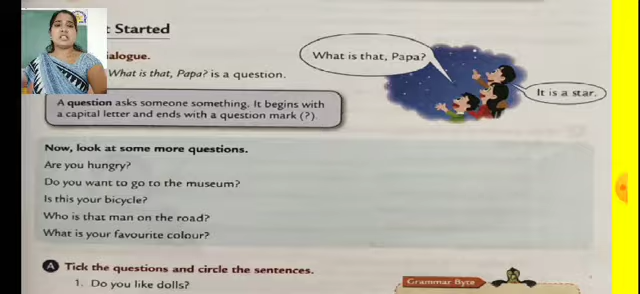 t Started
ialogue.
What is that, Papa? is a question.
What is that, Papa?
It is a star.
A question asks someone something. It begins with
a capital letter and ends with a question mark (?)
Now, look at some more questions.
Are you hungry?
Do you want to go to the museum?
Is this your bicycle?
Who is that man on the road?
What is your favourite colour?
A Tick the questions and circle the sentences.
1. Do you like dolls?
Grammar Byte